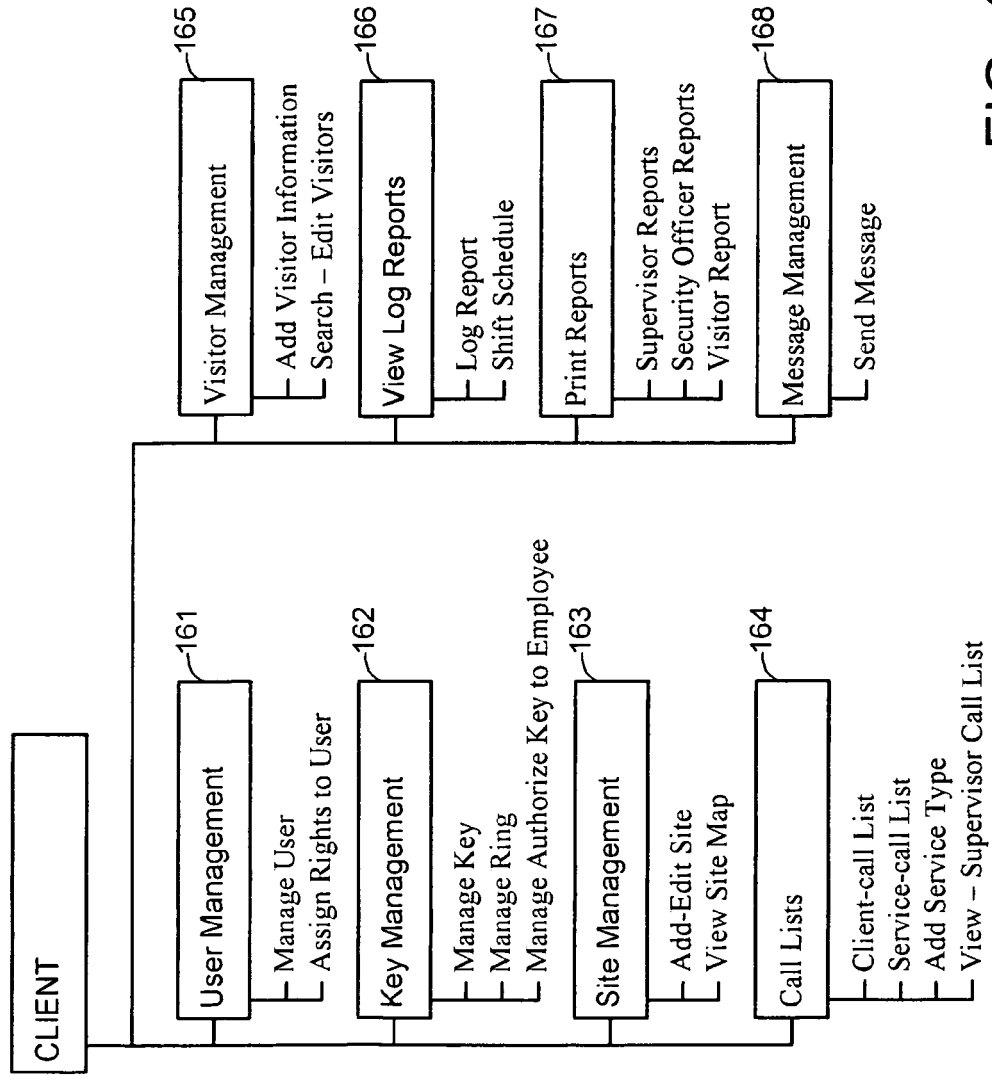 CLIENT
161
User Management
Manage User
Assign Rights to User
162
Key Management
Manage Key
Manage Ring
Manage Authorize Key to Employee
163
Site Management
Add-Edit Site
View Site Map
164
Call Lists
Client-call List
Service-call List
Add Service Type
View – Supervisor Call List
165
Visitor Management
Add Visitor Information
Search – Edit Visitors
166
View Log Reports
Log Report
Shift Schedule
167
Print Reports
Supervisor Reports
Security Officer Reports
Visitor Report
168
Message Management
Send Message
FIG.